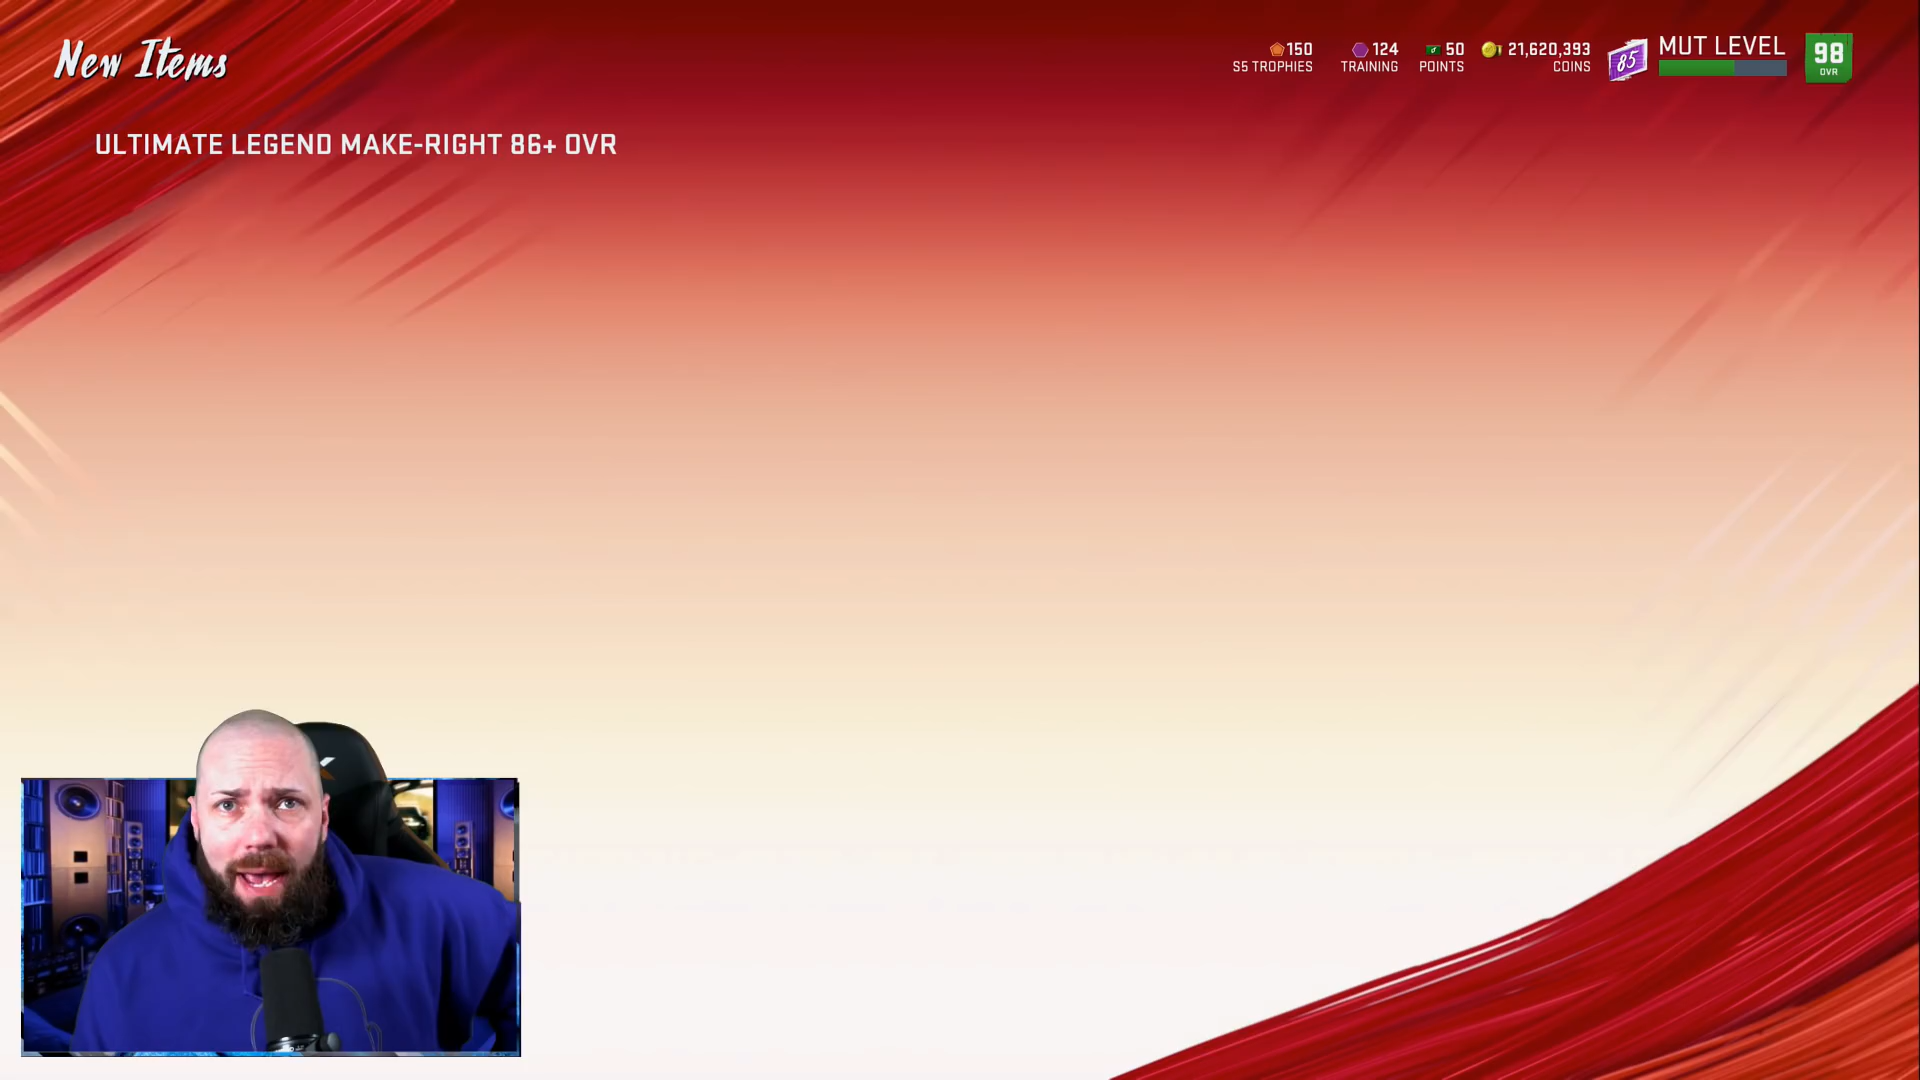 New Items
150
S5 TROPHIES
124
TRAINING
50
POINTS
21,620,393
COINS
85
MUT LEVEL
98
OVR
ULTIMATE LEGEND MAKE-RIGHT 86+ OVR